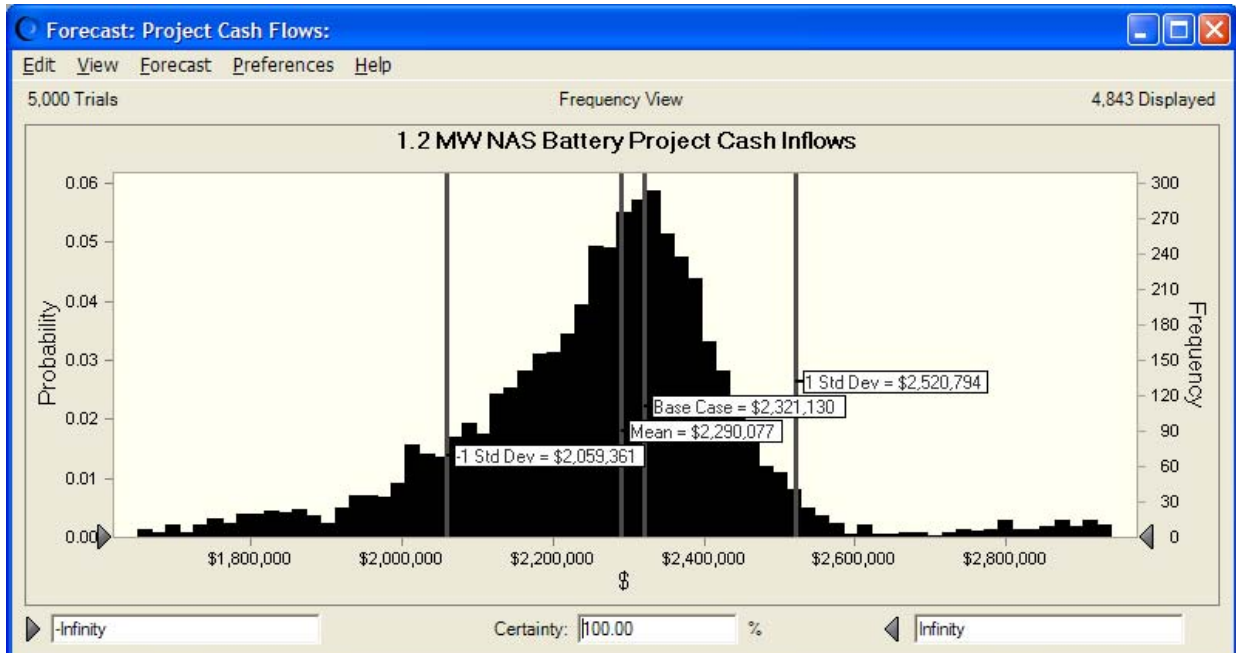 Forecast: Project Cash Flows:
Edit View Forecast Preferences Help
5,000 Trials Frequency View 4,843 Displayed
1.2 MW NAS Battery Project Cash Inflows
Probability
0.06
0.05
0.04
0.03
0.02
0.01
0.00
300
270
240
210
180
150
120
90
60
30
0
Frequency
1 Std Dev = $2,520,794
Base Case = $2,321,130
Mean = $2,290,077
-1 Std Dev = $2,059,361
$1,800,000 $2,000,000 $2,200,000 $2,400,000 $2,600,000 $2,800,000
$
-Infinity Certainty: 100.00 % Infinity